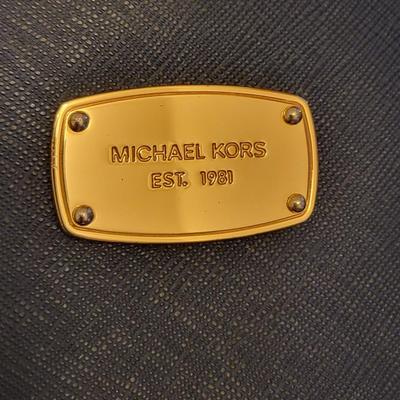 MICHAEL KORS
EST. 1981